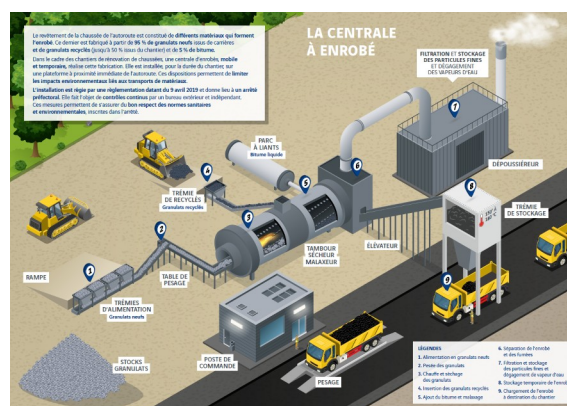 LA CENTRALE
À ENROBÉ
Le revêtement de la chaussée de l'autoroute est constitué de différents matériaux qui forment
l'enrobé. Ce dernier est fabriqué à partir de 95 % de granulats neufs issus de carrières
et de granulats recyclés (jusqu'à 50 % issus du chantier) et de 5 % de bitume.
Dans le cadre des chantiers de rénovation de chaussées, une centrale d'enrobés, mobile
et temporaire, réalise cette fabrication. Elle est installée, pour la durée du chantier, sur
une plateforme à proximité immédiate de l'autoroute. Ces dispositions permettent de limiter
les impacts environnementaux liés aux transports de matériaux.
L'installation est régie par une réglementation datant du 9 avril 2019 et donne lieu à un arrêté
préfectoral. Elle fait l'objet de contrôles continus par un bureau extérieur et indépendant.
Ces mesures permettent de s'assurer du bon respect des normes sanitaires
et environnementales, inscrites dans l'arrêté.
FILTRATION ET STOCKAGE
DES PARTICULES FINES
ET DÉGAGEMENT
DES VAPEURS D'EAU
7
DÉPOUSSIÉREUR
PARC
À LIANTS
Bitume liquide
6
4
TRÉMIE
DE RECYCLÉS
Granulats recyclés
5
8
TRÉMIE
DE STOCKAGE
3
2
ÉLÉVATEUR
TAMBOUR
SÉCHEUR
MALAXEUR
RAMPE
1
TABLE DE
PESAGE
9
TRÉMIES
D'ALIMENTATION
Granulats neufs
STOCKS
GRANULATS
POSTE DE
COMMANDE
PESAGE
LÉGENDES
1. Alimentation en granulats neufs
2. Pesée des granulats
3. Chauffe et séchage
des granulats
4. Insertion des granulats recyclés
5. Ajout du bitume et malaxage
6. Séparation de l'enrobé
et des fumées
7. Filtration et stockage
des particules fines et
dégagement de vapeur d'eau
8. Stockage temporaire de l'enrobé
9. Chargement de l'enrobé
à destination du chantier